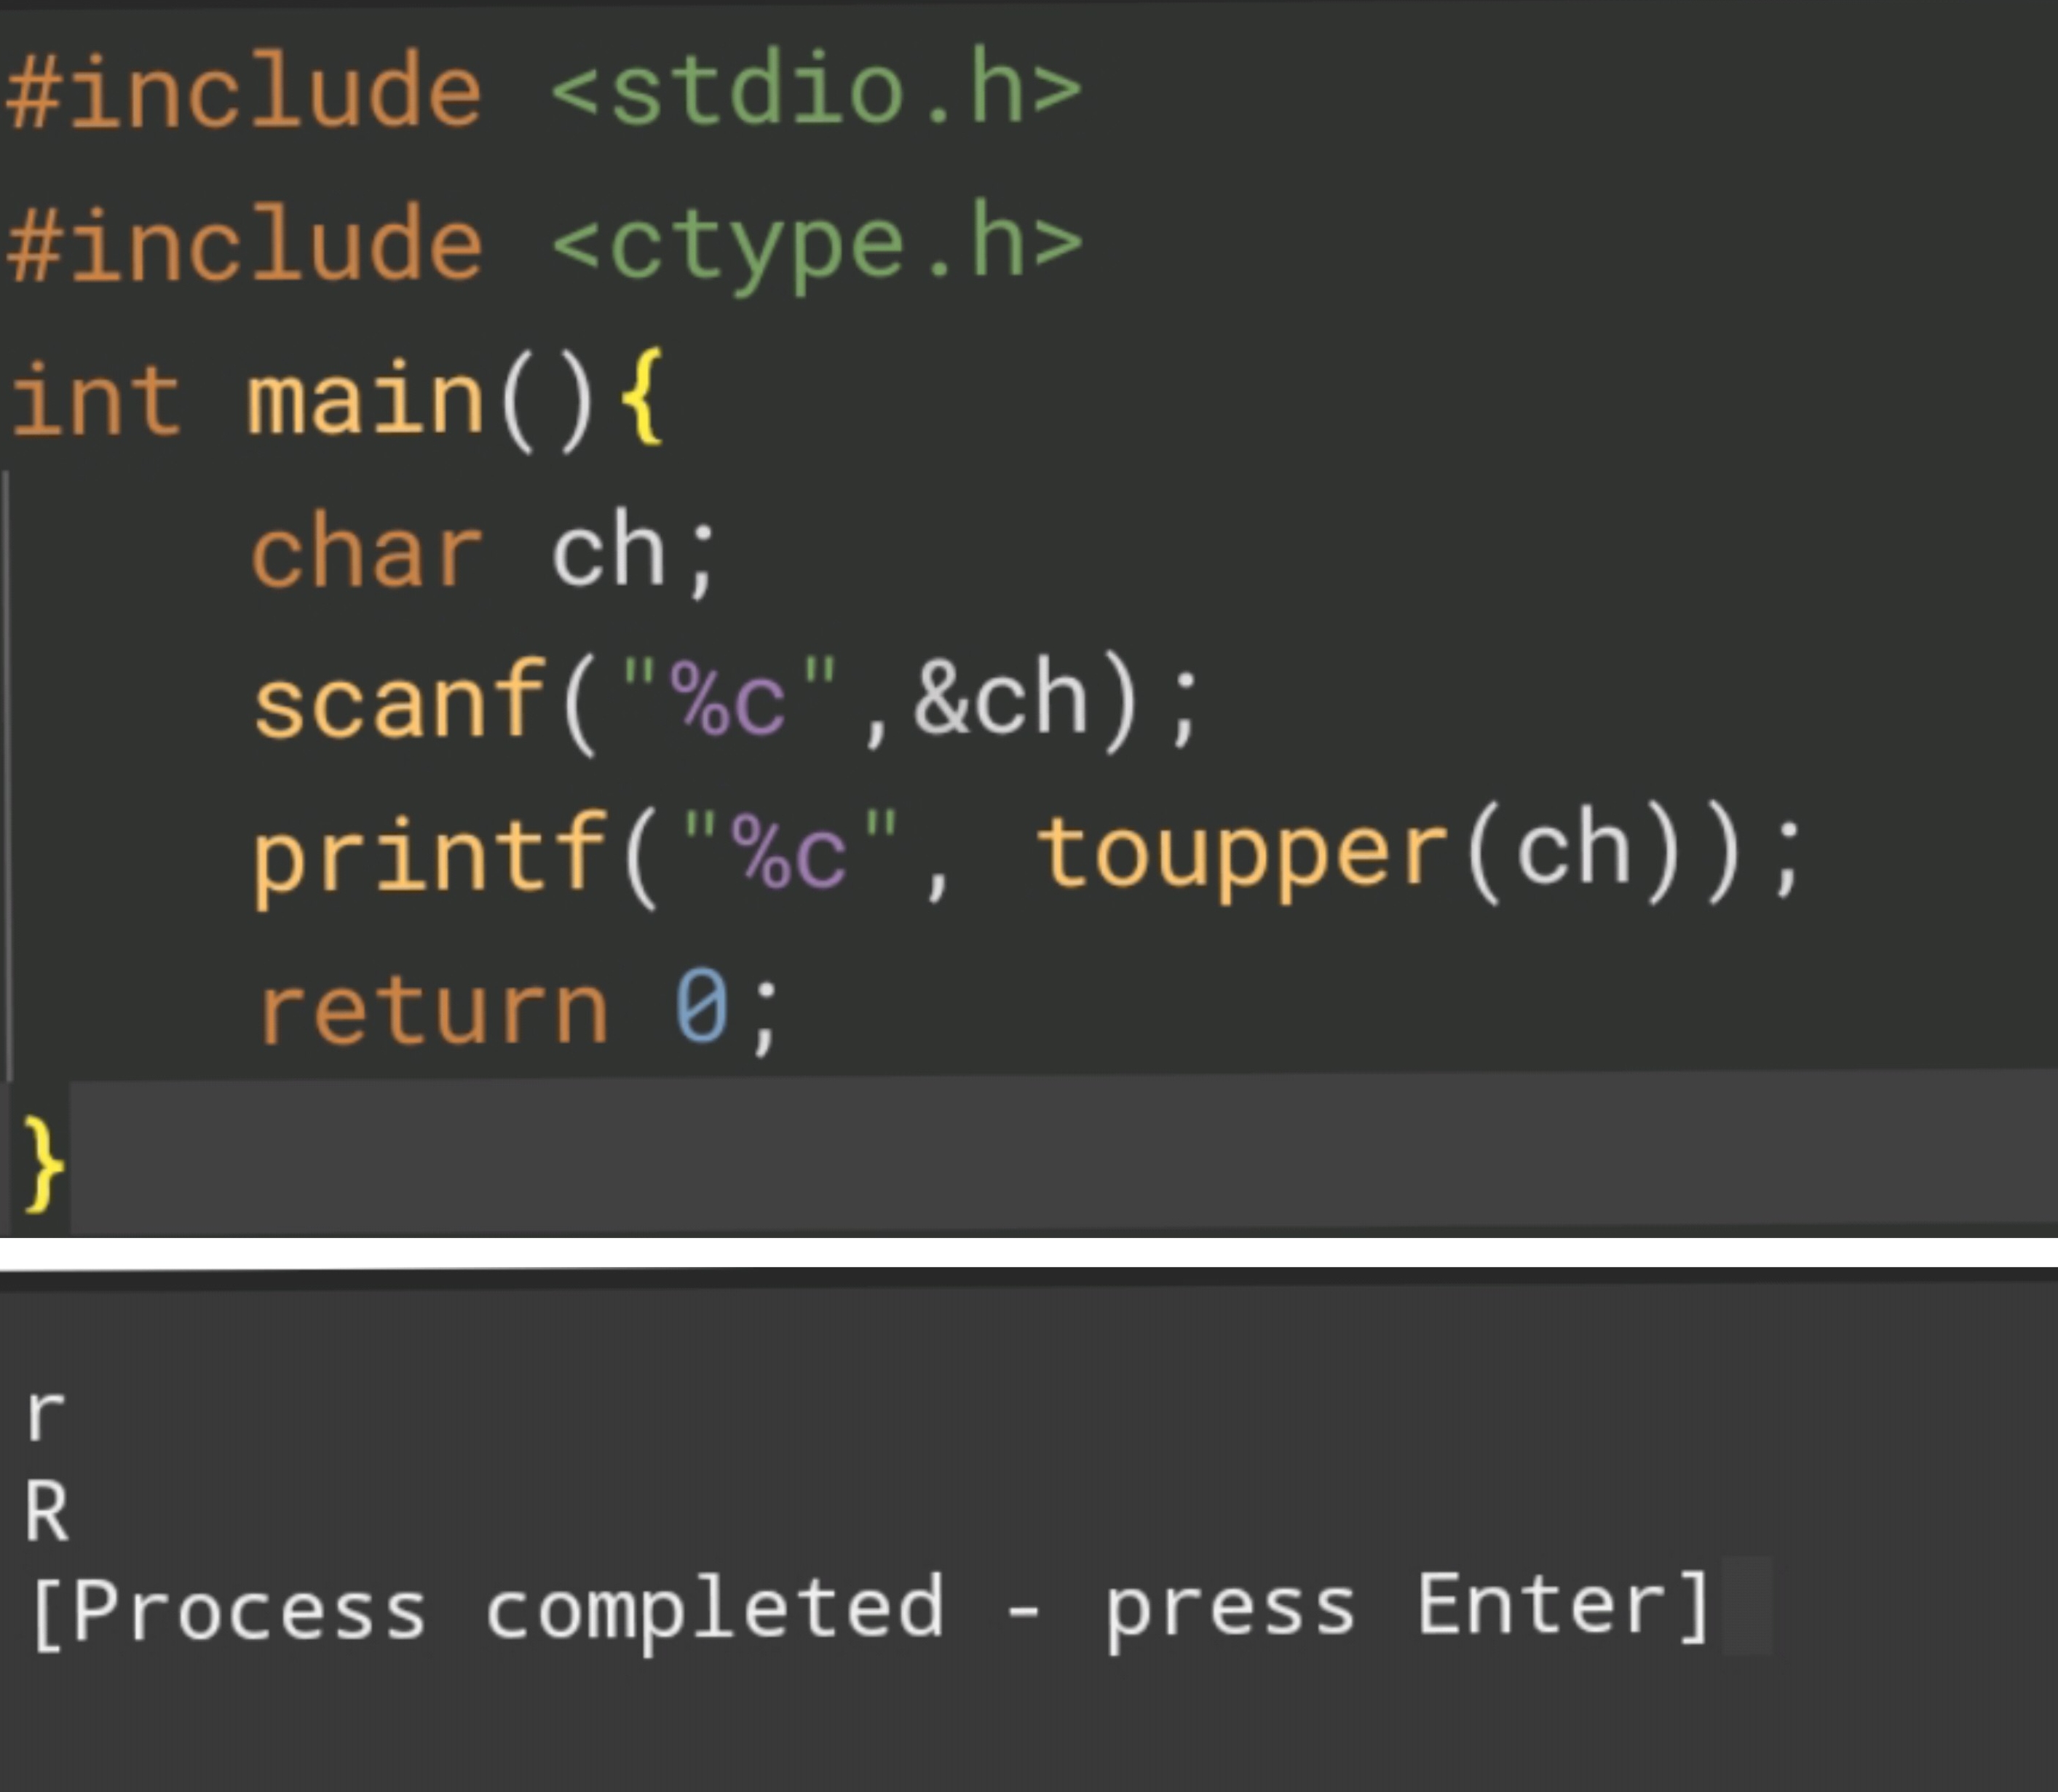 #include <stdio.h>
#include <ctype.h>
int main(){
    char ch;
    scanf("%c",&ch);
    printf("%c", toupper(ch));
    return 0;
}
r
R
[Process completed - press Enter]